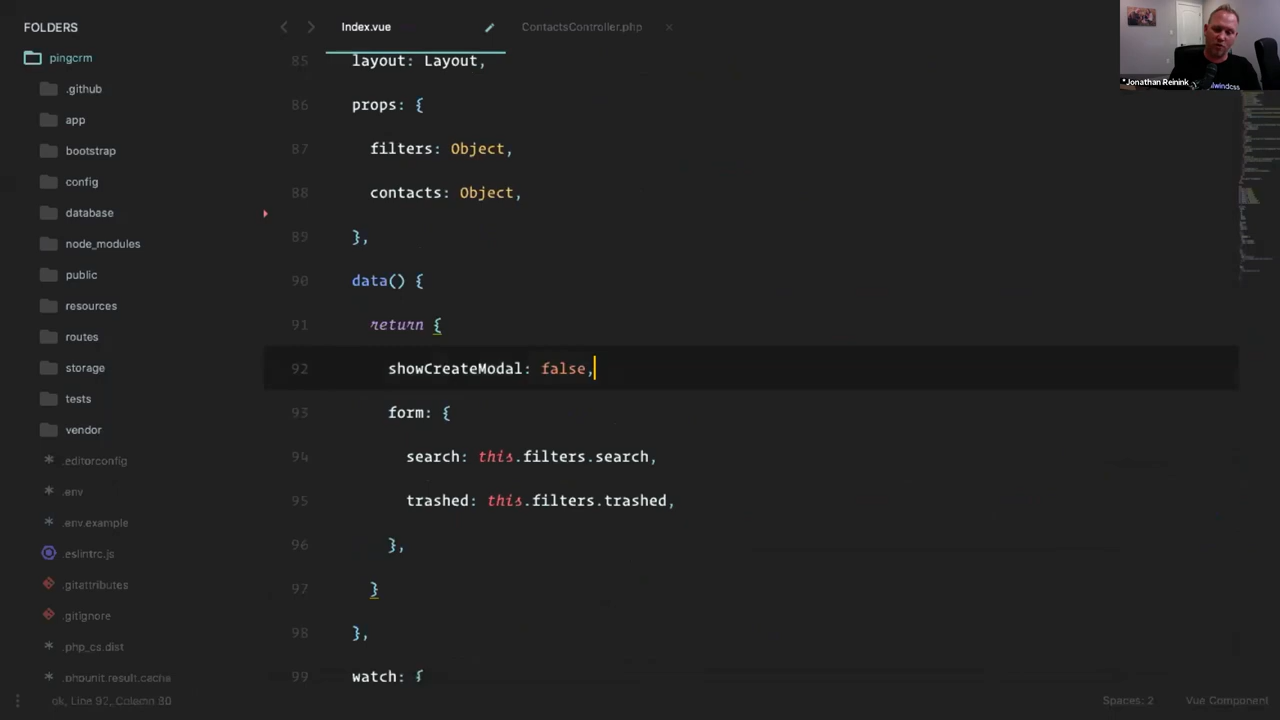 FOLDERS
pingcrm
.github
app
bootstrap
config
database
node_modules
public
resources
routes
storage
tests
vendor
.editorconfig
.env
.env.example
.eslintrc.js
.gitattributes
.gitignore
.php_cs.dist
.phpunit.result.cache
Index.vue
ContactsController.php
85 layout: Layout,
86 props: {
87 filters: Object,
88 contacts: Object,
89 },
90 data() {
91 return {
92 showCreateModal: false,
93 form: {
94 search: this.filters.search,
95 trashed: this.filters.trashed,
96 },
97 }
98 },
99 watch: {
ok, Line 92, Column 30
Spaces: 2
Vue Component
Jonathan Reinink